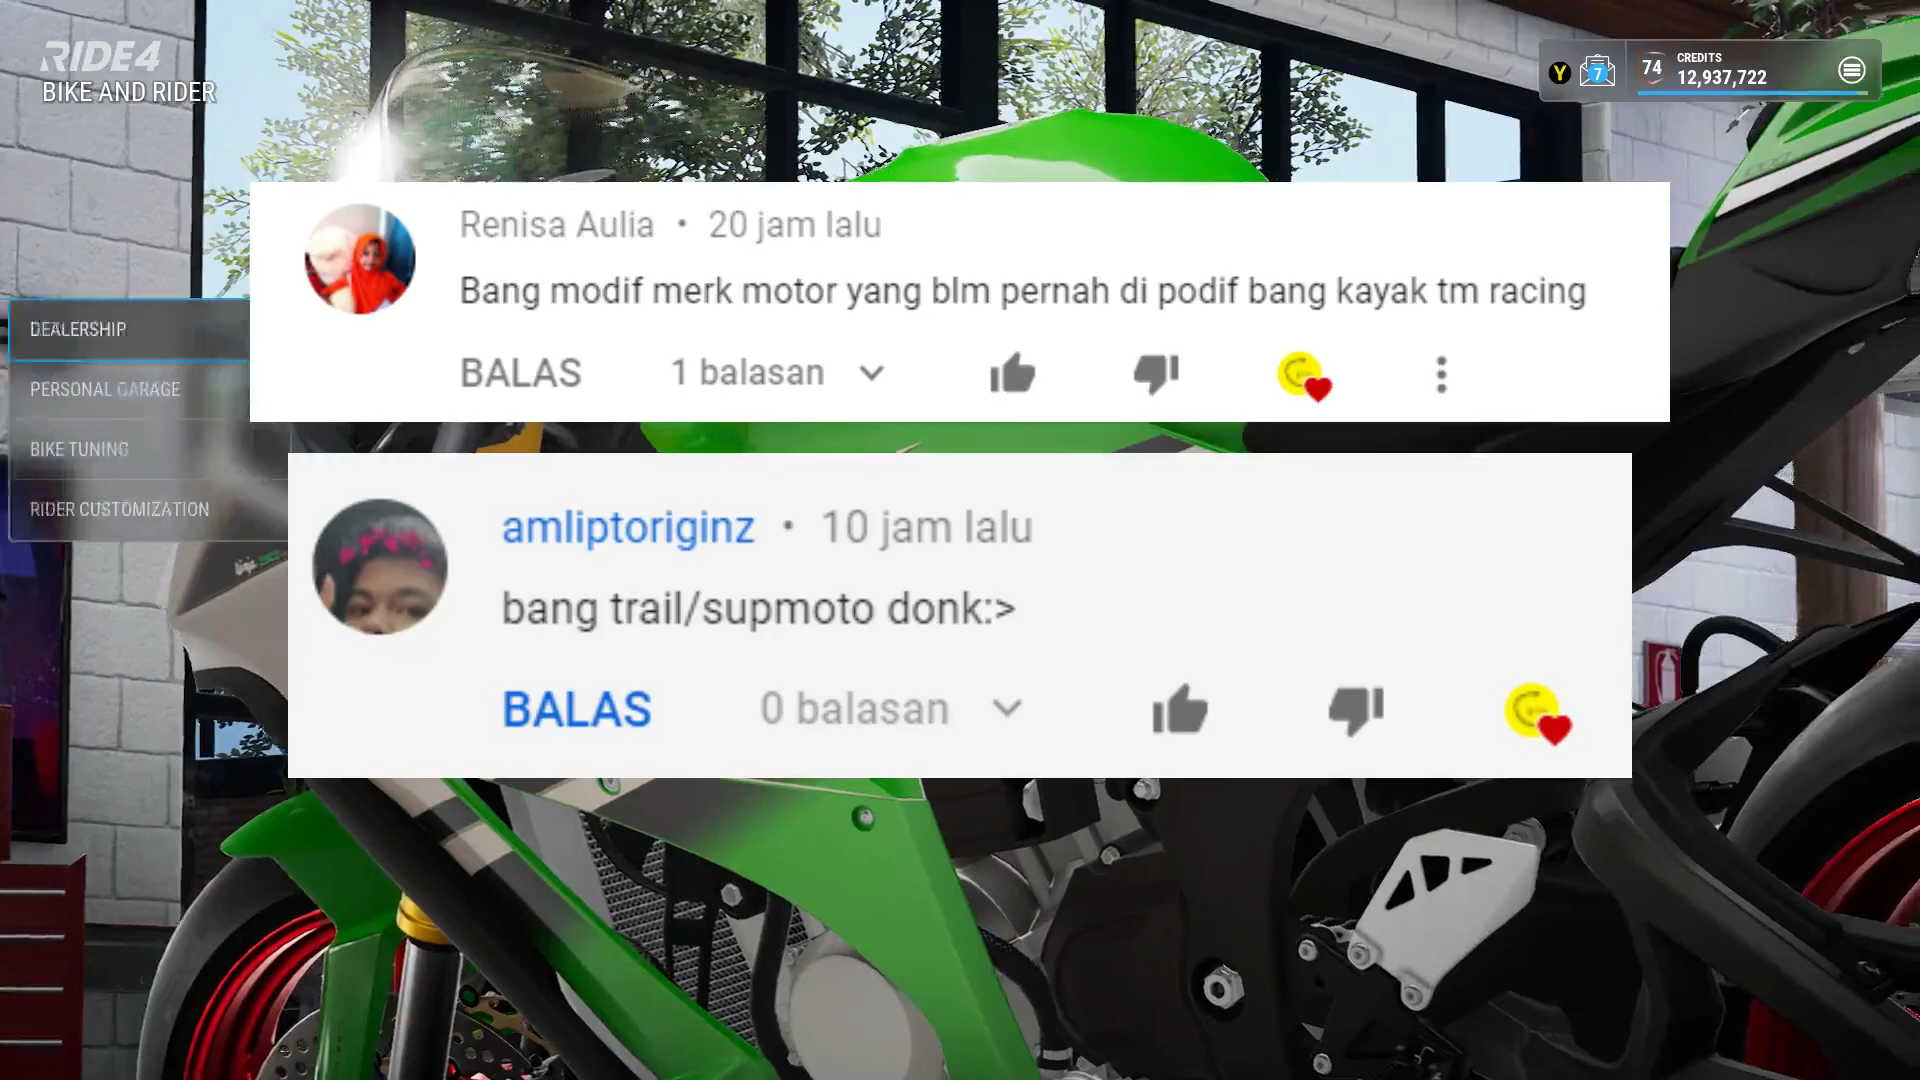 RIDE4
BIKE AND RIDER
Y
7
74
CREDITS
12,937,722
Renisa Aulia • 20 jam lalu
Bang modif merk motor yang blm pernah di podif bang kayak tm racing
BALAS 1 balasan
DEALERSHIP
PERSONAL GARAGE
BIKE TUNING
RIDER CUSTOMIZATION
amliptoriginz • 10 jam lalu
bang trail/supmoto donk:>
BALAS 0 balasan
Ninja